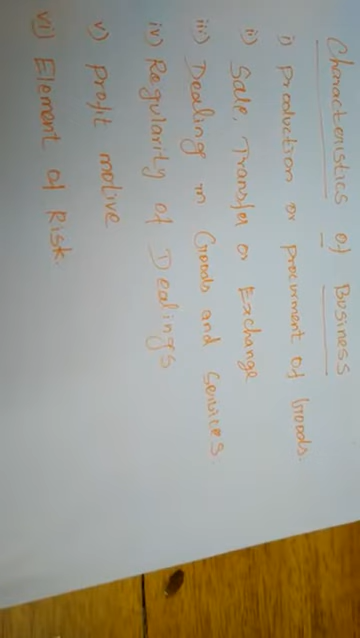 Characteristics of Business
i) Production or procurment of Goods.
ii) Sale, Transfer or Exchange
iii) Dealing in Goods and Services.
iv) Regularity of Dealings
v) Profit motive
vi) Element of Risk.